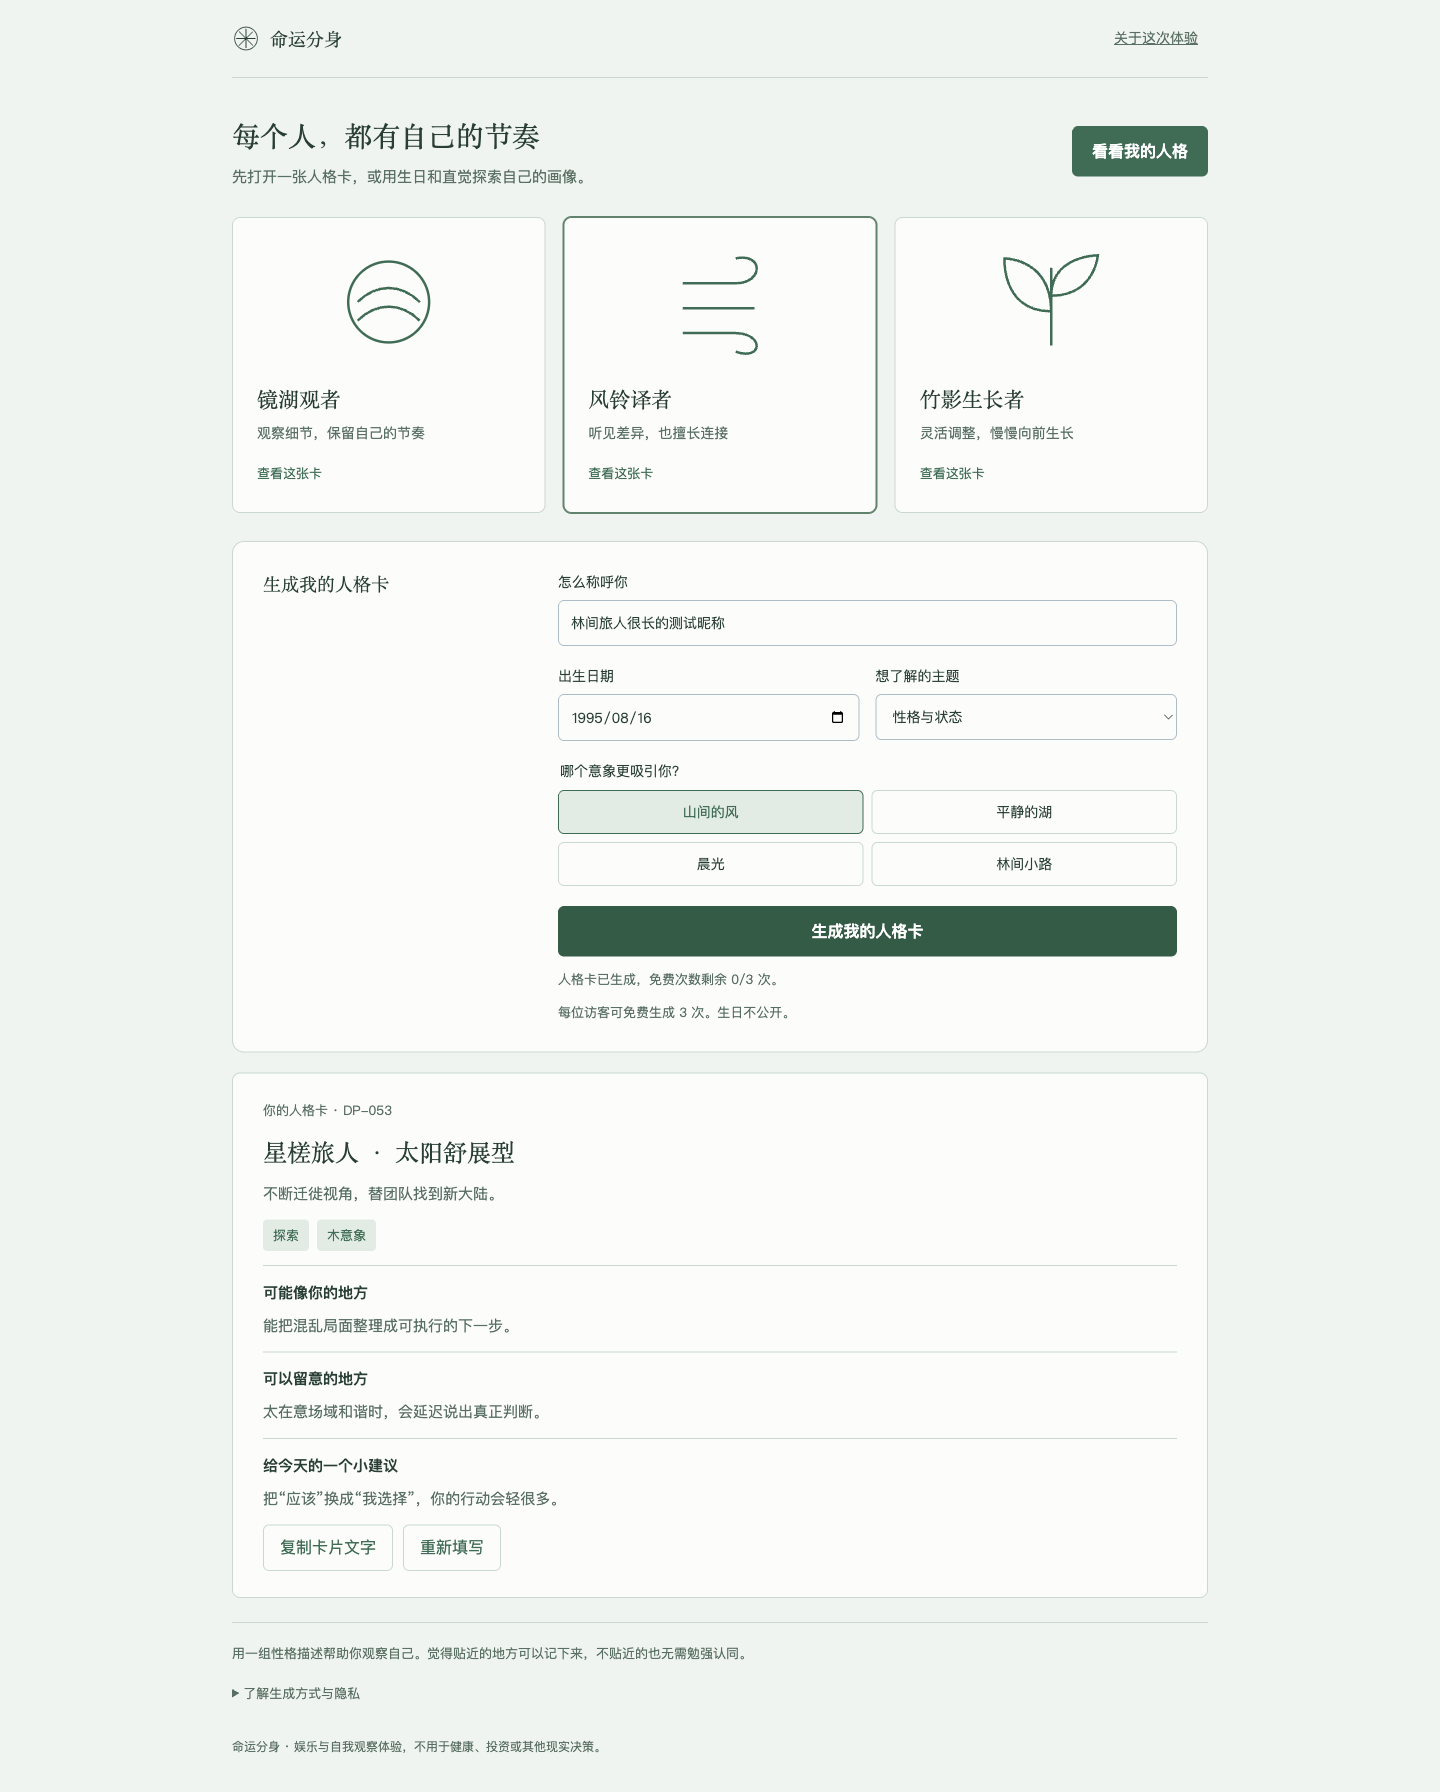 命运分身
关于这次体验
每个人，都有自己的节奏
先打开一张人格卡，或用生日和直觉探索自己的画像。
看看我的人格
镜湖观者
观察细节，保留自己的节奏
查看这张卡
风铃译者
听见差异，也擅长连接
查看这张卡
竹影生长者
灵活调整，慢慢向前生长
查看这张卡
生成我的人格卡
怎么称呼你
林间旅人很长的测试昵称
出生日期
想了解的主题
1995/08/16
性格与状态
哪个意象更吸引你?
山间的风
平静的湖
晨光
林间小路
生成我的人格卡
人格卡已生成，免费次数剩余 0/3 次。
每位访客可免费生成 3 次。生日不公开。
你的人格卡 · DP-053
星槎旅人 · 太阳舒展型
不断迁徙视角，替团队找到新大陆。
探索
木意象
可能像你的地方
能把混乱局面整理成可执行的下一步。
可以留意的地方
太在意场域和谐时，会延迟说出真正判断。
给今天的一个小建议
把“应该”换成“我选择”，你的行动会轻很多。
复制卡片文字
重新填写
用一组性格描述帮助你观察自己。觉得贴近的地方可以记下来，不贴近的也无需勉强认同。
了解生成方式与隐私
命运分身 · 娱乐与自我观察体验，不用于健康、投资或其他现实决策。